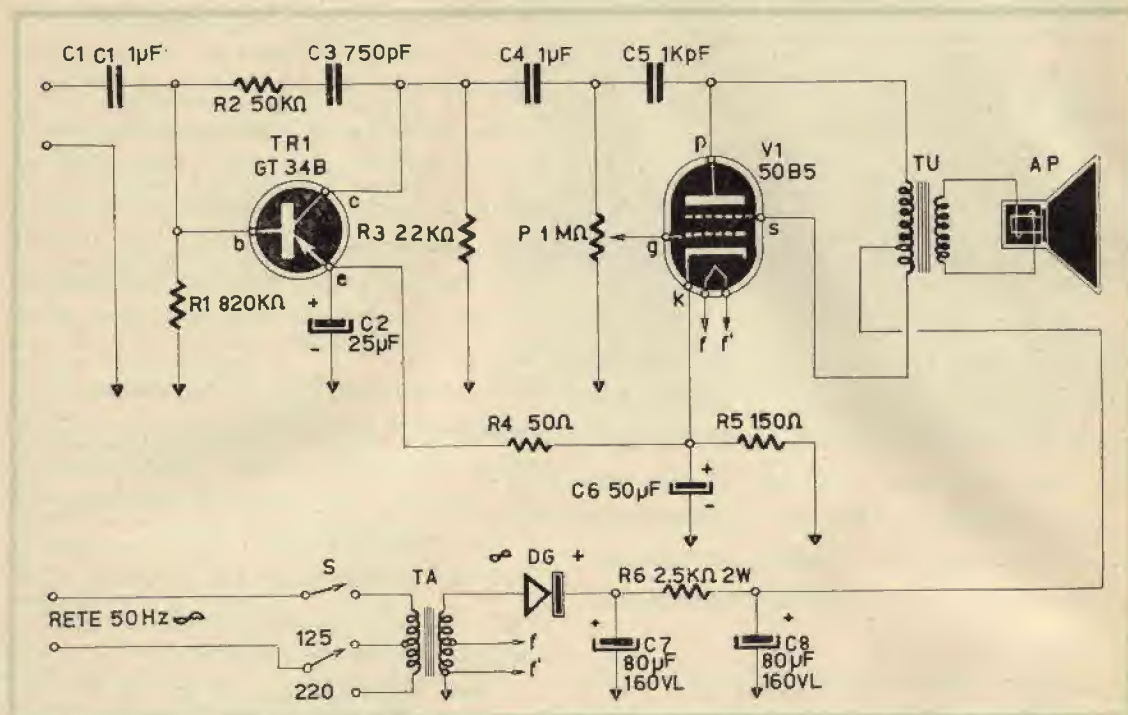 C1 C1 1µF
R2 50KΩ
C3 750pF
C4 1µF
C5 1KpF
TR1
GT 34B
c
b
e
R1 820KΩ
+
C2
25µF
-
R3 22KΩ
P 1 MΩ
p
V1
50B5
g
s
k
f f'
TU
AP
R4 50Ω
R5 150Ω
+
C6 50µF
-
RETE 50Hz ∾
S
125
220
TA
f
f'
∾ DG +
R6 2.5KΩ 2W
+
C7
80µF
160VL
+
C8
80µF
160VL